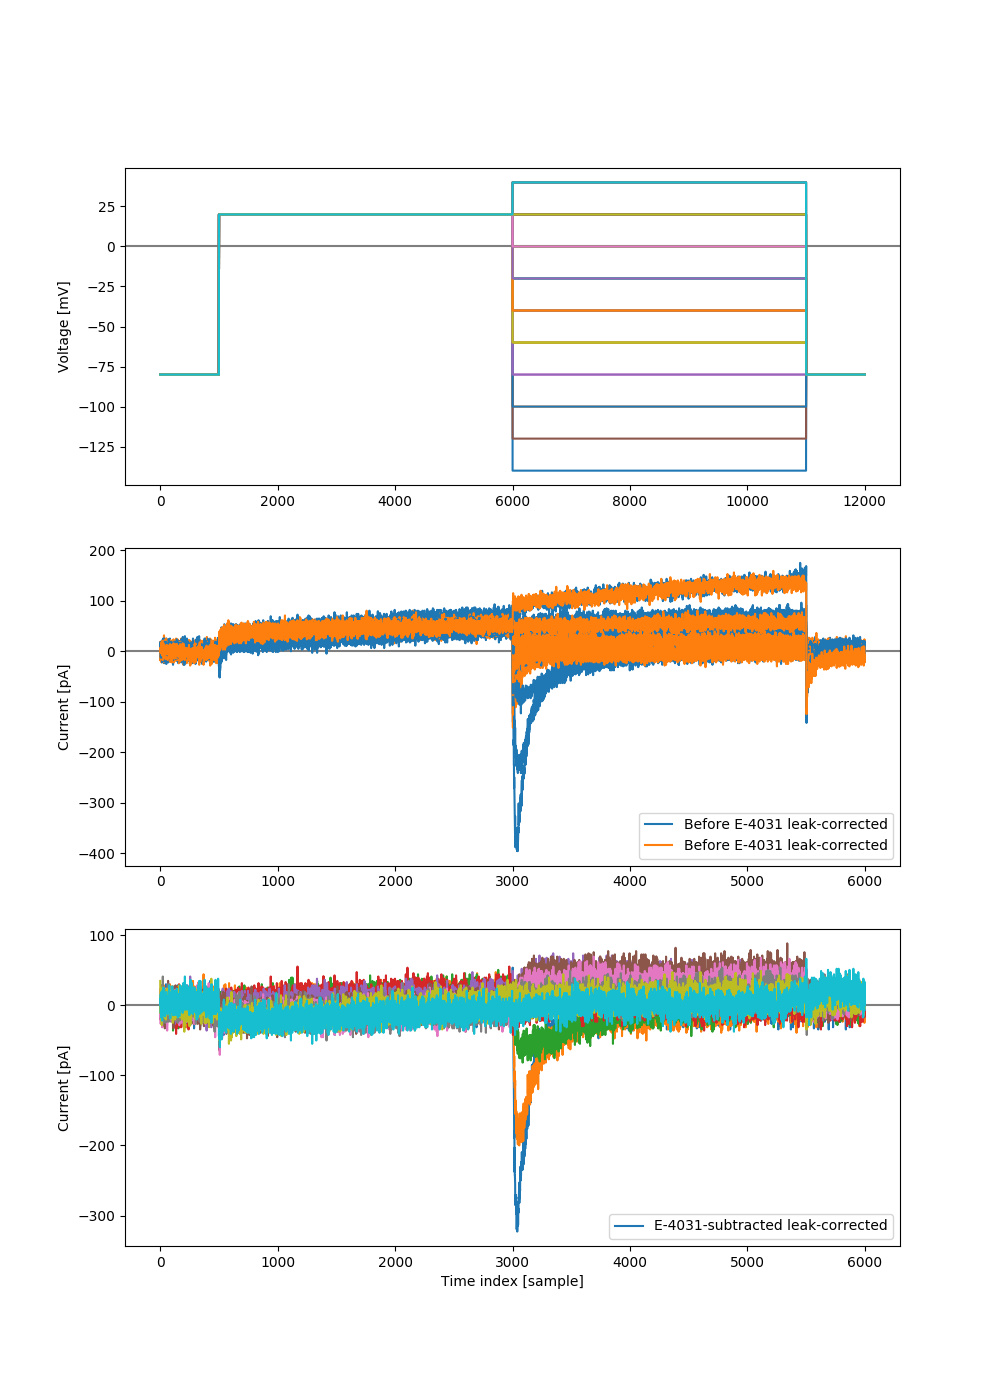 Voltage [mV]
25
0
−25
−50
−75
−100
−125
0 2000 4000 6000 8000 10000 12000
Current [pA]
200
100
0
−100
−200
−300
−400
Before E-4031 leak-corrected
Before E-4031 leak-corrected
0 1000 2000 3000 4000 5000 6000
Current [pA]
100
0
−100
−200
−300
E-4031-subtracted leak-corrected
0 1000 2000 3000 4000 5000 6000
Time index [sample]